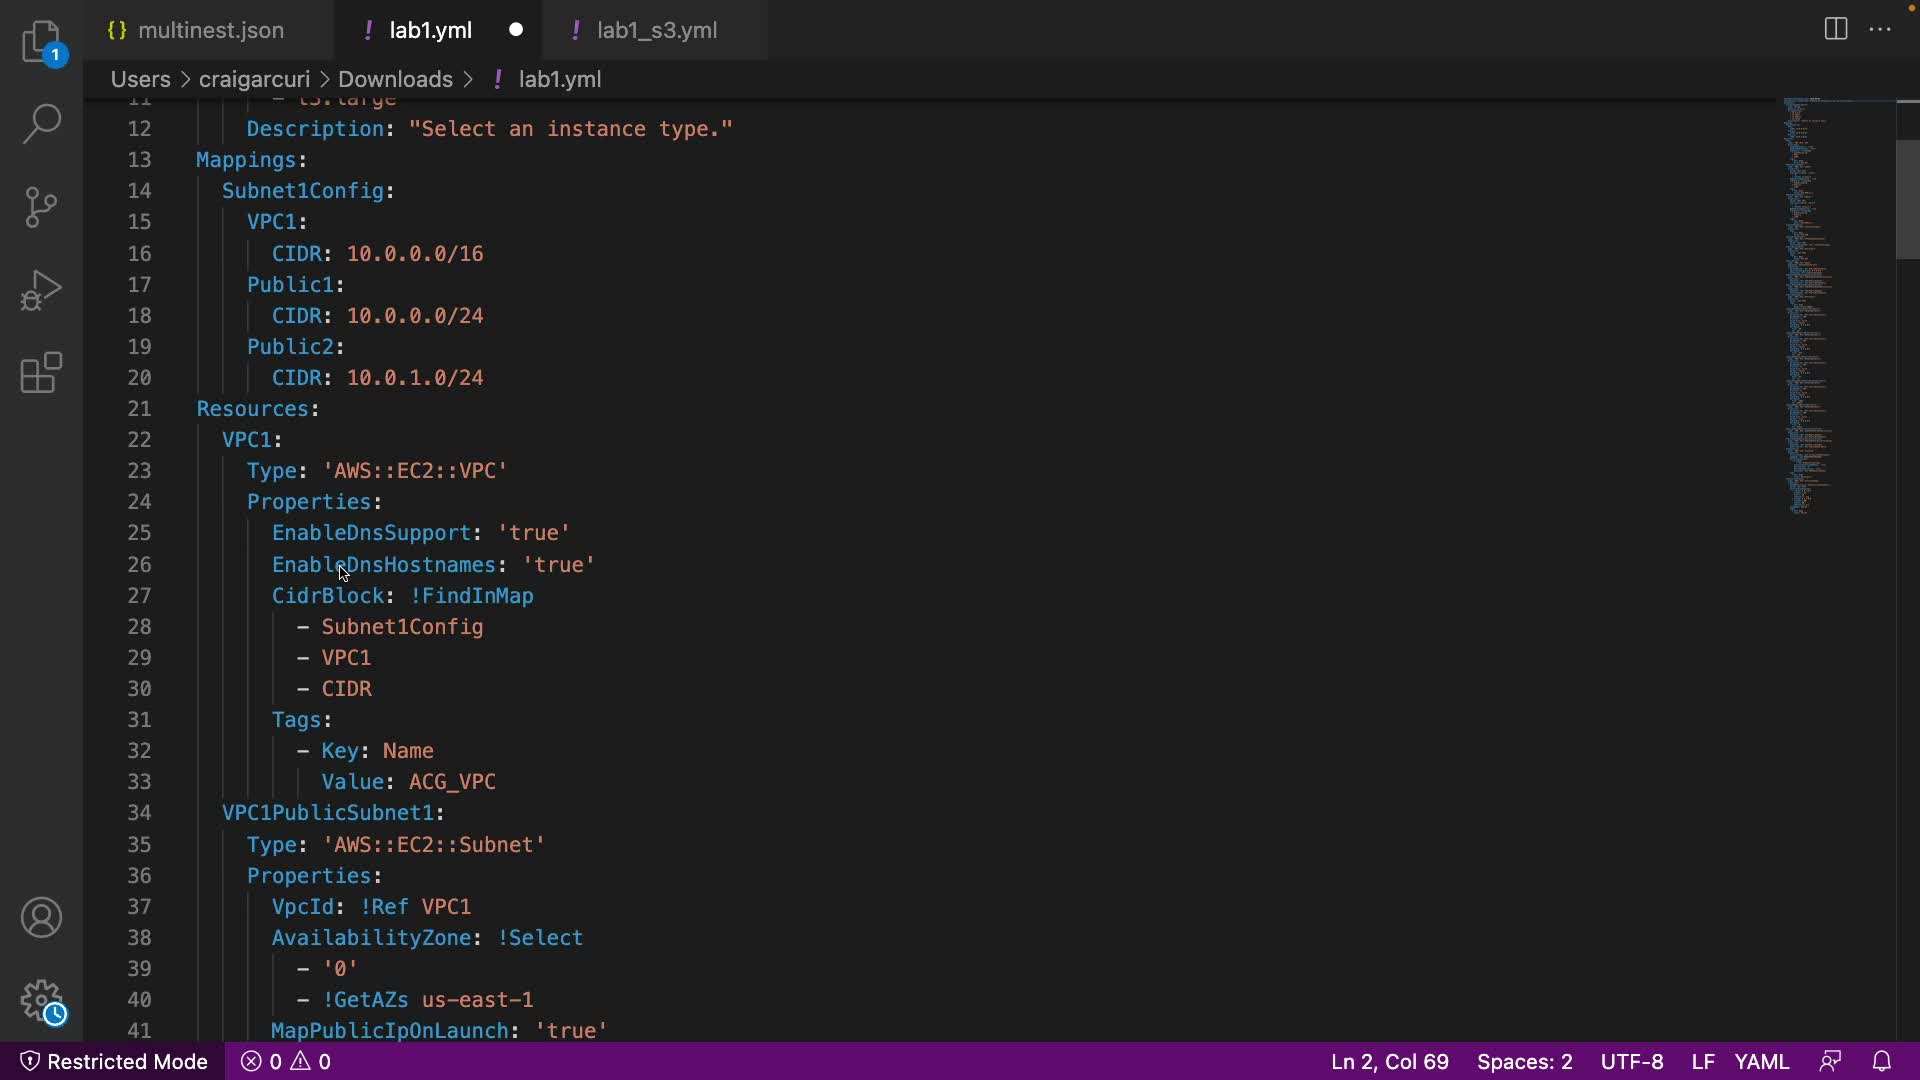 {} multinest.json ! lab1.yml ! lab1_s3.yml
1
Users > craigarcuri > Downloads > ! lab1.yml
11 - t3.large
12 Description: "Select an instance type."
13 Mappings:
14 Subnet1Config:
15 VPC1:
16 CIDR: 10.0.0.0/16
17 Public1:
18 CIDR: 10.0.0.0/24
19 Public2:
20 CIDR: 10.0.1.0/24
21 Resources:
22 VPC1:
23 Type: 'AWS::EC2::VPC'
24 Properties:
25 EnableDnsSupport: 'true'
26 EnableDnsHostnames: 'true'
27 CidrBlock: !FindInMap
28 - Subnet1Config
29 - VPC1
30 - CIDR
31 Tags:
32 - Key: Name
33 Value: ACG_VPC
34 VPC1PublicSubnet1:
35 Type: 'AWS::EC2::Subnet'
36 Properties:
37 VpcId: !Ref VPC1
38 AvailabilityZone: !Select
39 - '0'
40 - !GetAZs us-east-1
41 MapPublicIpOnLaunch: 'true'
Restricted Mode 0 0 Ln 2, Col 69 Spaces: 2 UTF-8 LF YAML